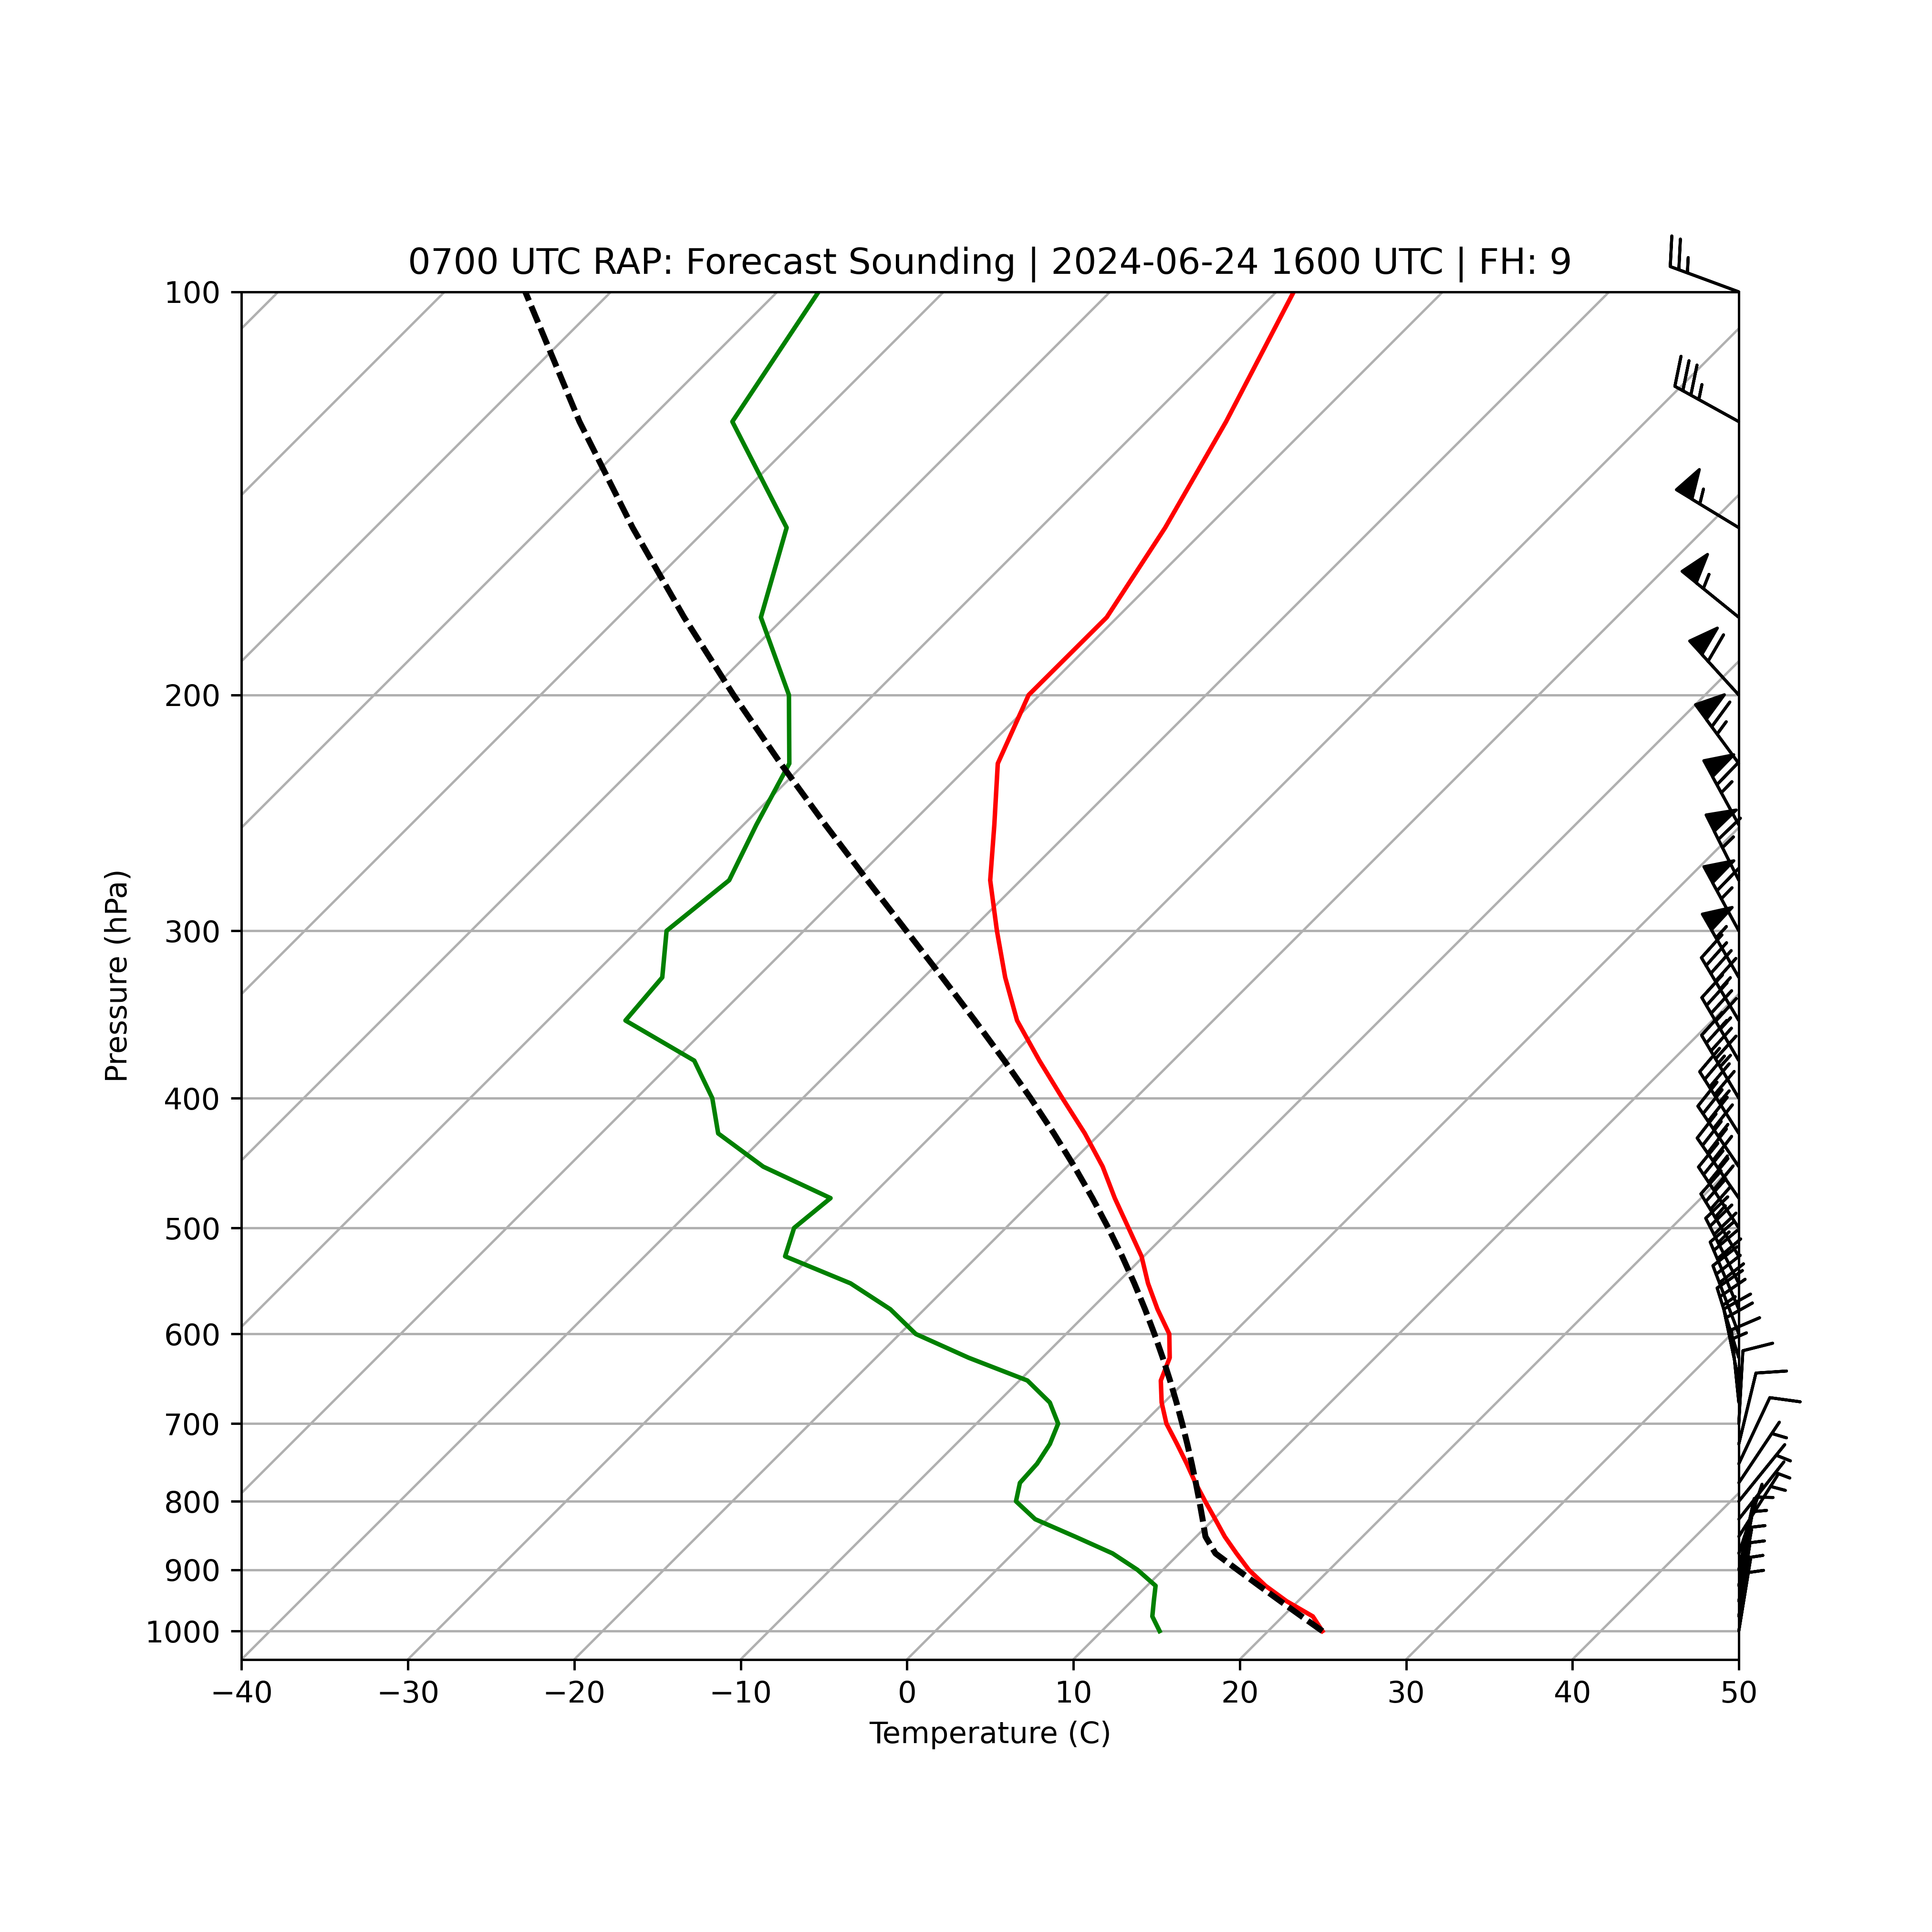 0700 UTC RAP: Forecast Sounding | 2024-06-24 1600 UTC | FH: 9
100
200
300
400
500
600
700
800
900
1000
Pressure (hPa)
−40 −30 −20 −10 0 10 20 30 40 50
Temperature (C)